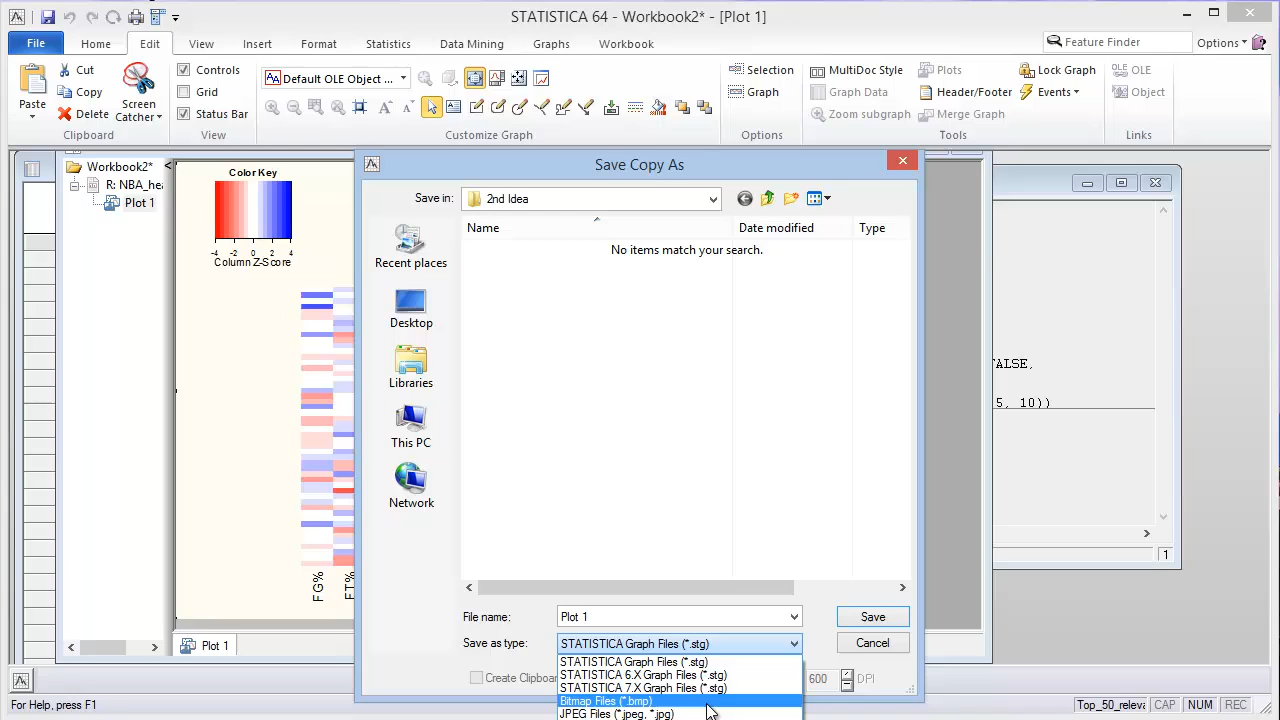 STATISTICA 64 - Workbook2* - [Plot 1]
File Home Edit View Insert Format Statistics Data Mining Graphs Workbook Feature Finder Options
Paste Cut Screen Catcher Controls Default OLE Object ... Selection MultiDoc Style Plots Lock Graph OLE
Copy Grid Graph Graph Data Header/Footer Events Object
Delete Status Bar Zoom subgraph Merge Graph
Clipboard View Customize Graph Options Tools Links
Workbook2*
R: NBA_hea
Plot 1
Color Key
-4 -2 0 2 4
Column Z-Score
FG%
FT%
Plot 1
Save Copy As
Save in: 2nd Idea
Name Date modified Type
No items match your search.
Recent places
Desktop
Libraries
This PC
Network
File name: Plot 1 Save
Save as type: STATISTICA Graph Files (*.stg) Cancel
STATISTICA Graph Files (*.stg)
STATISTICA 6.X Graph Files (*.stg)
STATISTICA 7.X Graph Files (*.stg)
Bitmap Files (*.bmp)
JPEG Files (*.jpeg, *.jpg)
Create Clipboa
600 DPI
ALSE,
5, 10))
1
For Help, press F1 Top_50_releva CAP NUM REC